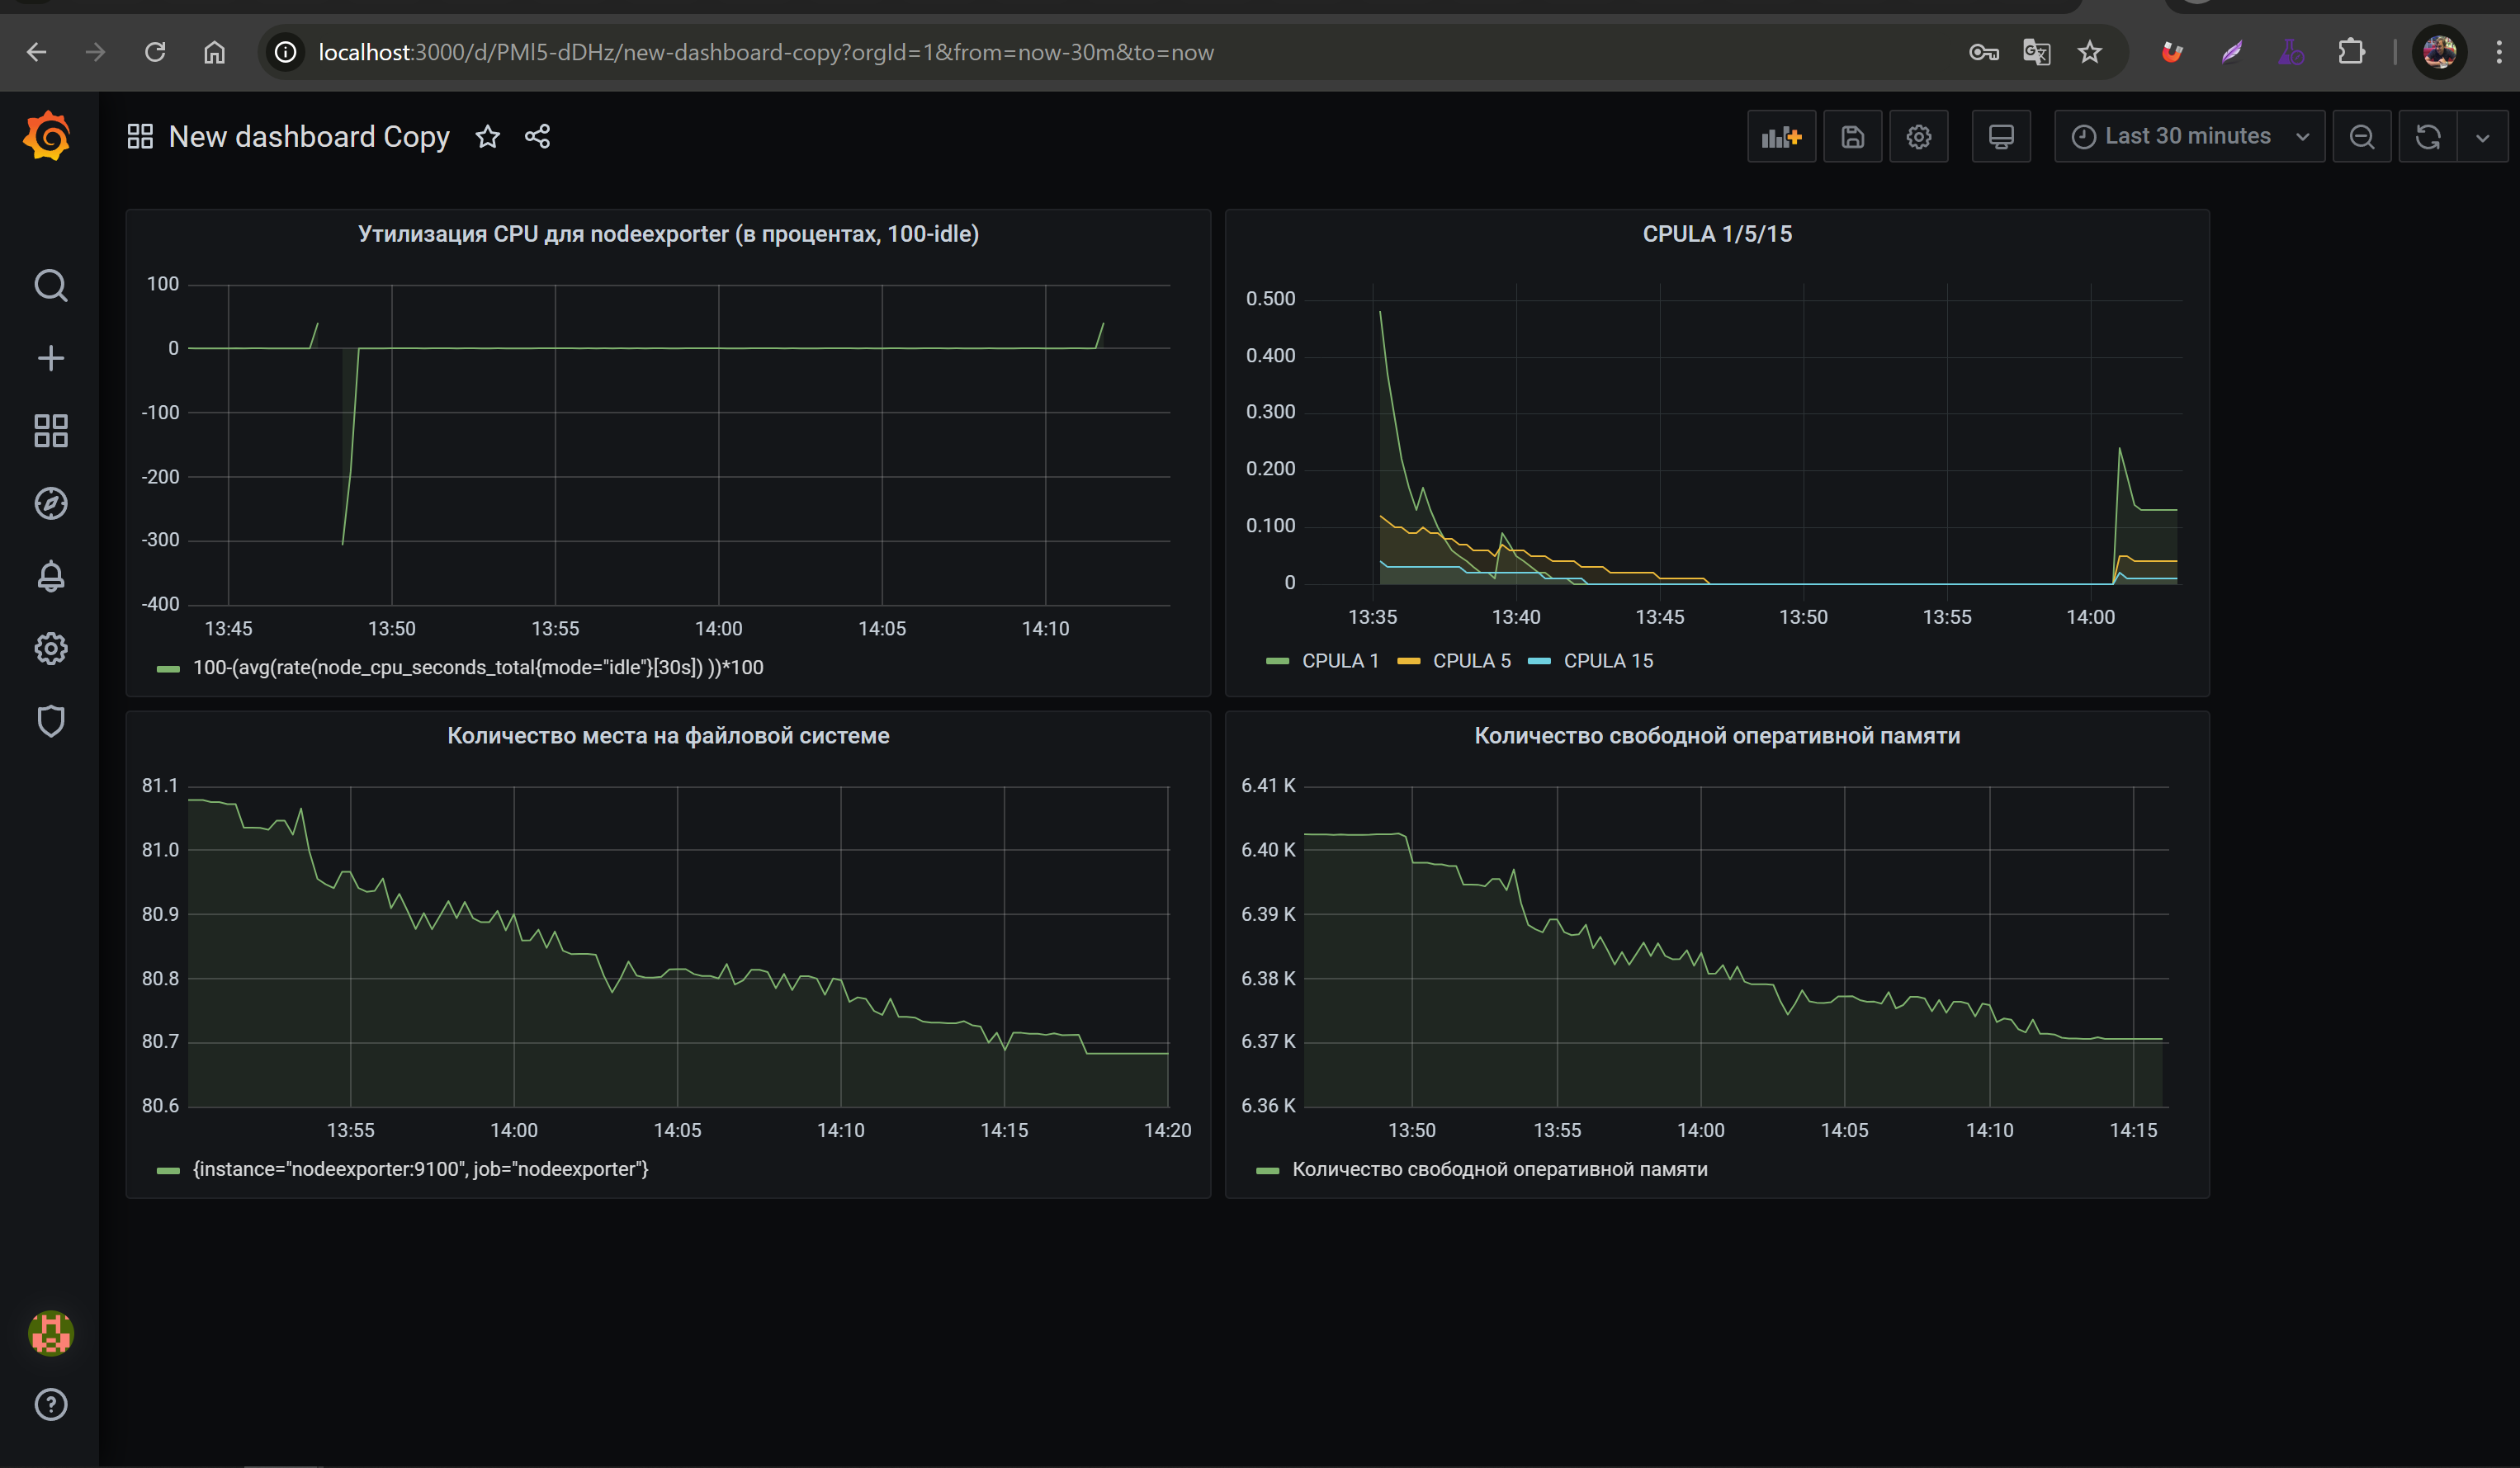 localhost:3000/d/PMl5-dDHz/new-dashboard-copy?orgId=1&from=now-30m&to=now
New dashboard Copy
Last 30 minutes
Утилизация CPU для nodeexporter (в процентах, 100-idle)
100
0
-100
-200
-300
-400
13:45 13:50 13:55 14:00 14:05 14:10
100-(avg(rate(node_cpu_seconds_total{mode="idle"}[30s]) ))*100
CPULA 1/5/15
0.500
0.400
0.300
0.200
0.100
0
13:35 13:40 13:45 13:50 13:55 14:00
CPULA 1 CPULA 5 CPULA 15
Количество места на файловой системе
81.1
81.0
80.9
80.8
80.7
80.6
13:55 14:00 14:05 14:10 14:15 14:20
{instance="nodeexporter:9100", job="nodeexporter"}
Количество свободной оперативной памяти
6.41 K
6.40 K
6.39 K
6.38 K
6.37 K
6.36 K
13:50 13:55 14:00 14:05 14:10 14:15
Количество свободной оперативной памяти